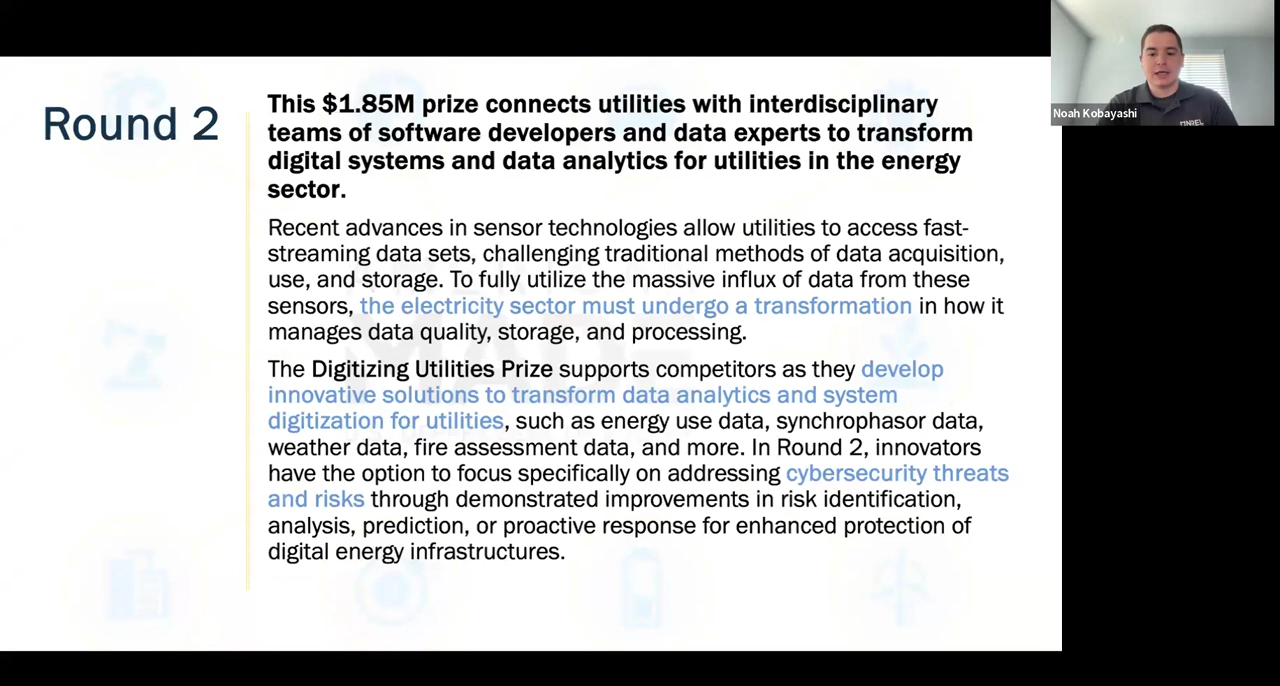 Round 2
This $1.85M prize connects utilities with interdisciplinary
teams of software developers and data experts to transform
digital systems and data analytics for utilities in the energy
sector.
Recent advances in sensor technologies allow utilities to access fast-
streaming data sets, challenging traditional methods of data acquisition,
use, and storage. To fully utilize the massive influx of data from these
sensors, the electricity sector must undergo a transformation in how it
manages data quality, storage, and processing.
The Digitizing Utilities Prize supports competitors as they develop
innovative solutions to transform data analytics and system
digitization for utilities, such as energy use data, synchrophasor data,
weather data, fire assessment data, and more. In Round 2, innovators
have the option to focus specifically on addressing cybersecurity threats
and risks through demonstrated improvements in risk identification,
analysis, prediction, or proactive response for enhanced protection of
digital energy infrastructures.
Noah Kobayashi
NREL